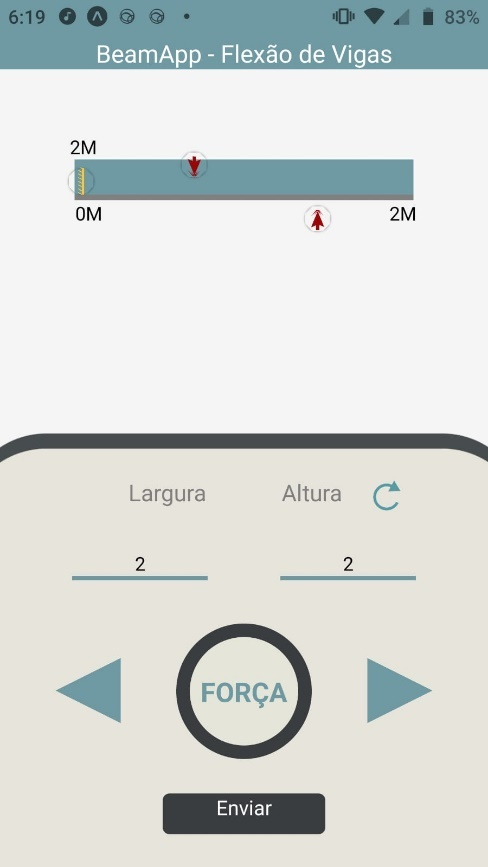 6:19 83%
BeamApp - Flexão de Vigas
2M
0M 2M
Largura Altura
2 2
FORÇA
Enviar